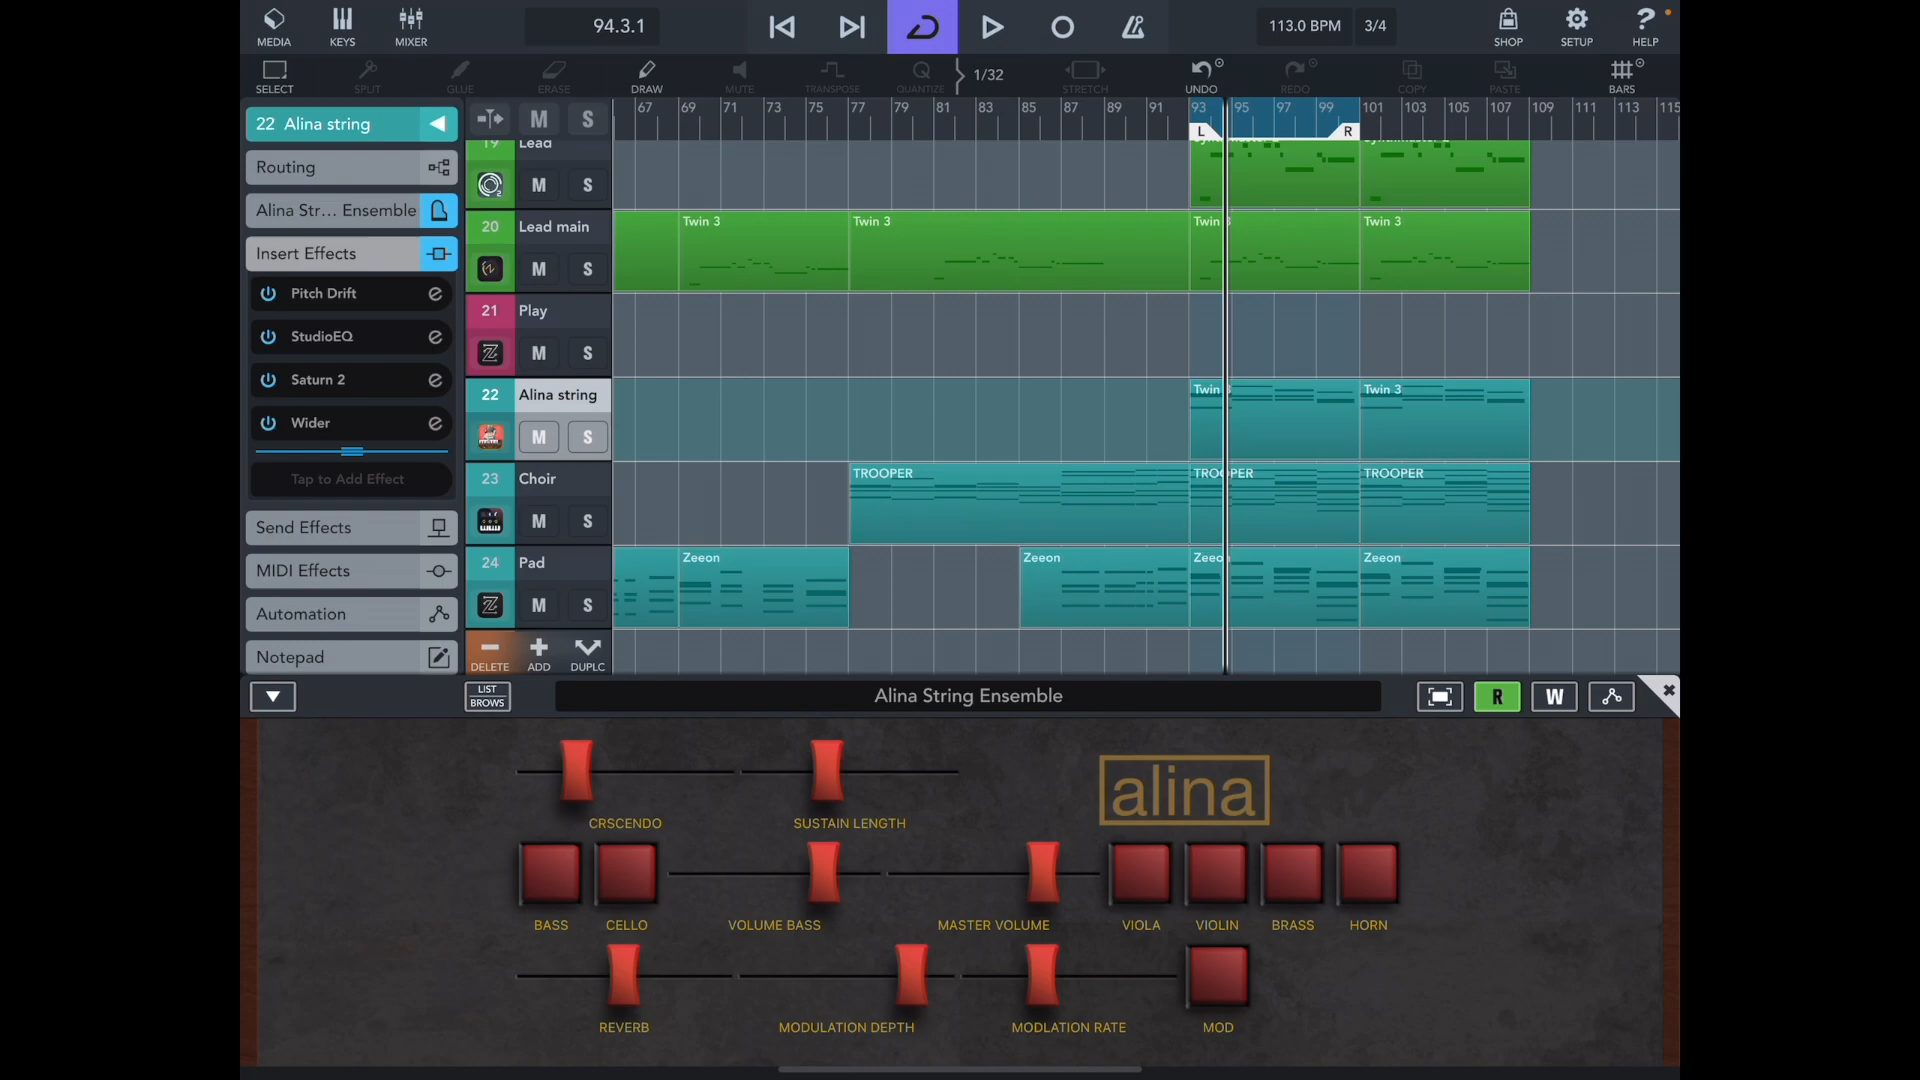 MEDIA KEYS MIXER 94.3.1 113.0 BPM 3/4 SHOP SETUP ? HELP
SELECT SPLIT GLUE ERASE DRAW MUTE TRANSPOSE Q QUANTIZE 1/32 STRETCH UNDO REDO COPY PASTE BARS
67 69 71 73 75 77 79 81 83 85 87 89 91 93 95 97 99 101 103 105 107 109 111 113 115
L R
22 Alina string
Routing
Alina Str... Ensemble
Insert Effects
Pitch Drift e
StudioEQ e
Saturn 2 e
Wider e
Tap to Add Effect
Send Effects
MIDI Effects
Automation
Notepad
M S
19 Lead
M S
20 Lead main
M S
Twin 3 Twin 3 Twin 3 Twin 3
21 Play
Z M S
22 Alina string
M S
Twin 3 Twin 3
23 Choir
M S
TROOPER TROOPER TROOPER
24 Pad
Z M S
Zeeon Zeeon Zeeon Zeeon
DELETE ADD DUPLC
LIST
BROWS
Alina String Ensemble
R W
alina
CRSCENDO SUSTAIN LENGTH
BASS CELLO VOLUME BASS MASTER VOLUME VIOLA VIOLIN BRASS HORN
REVERB MODULATION DEPTH MODLATION RATE MOD